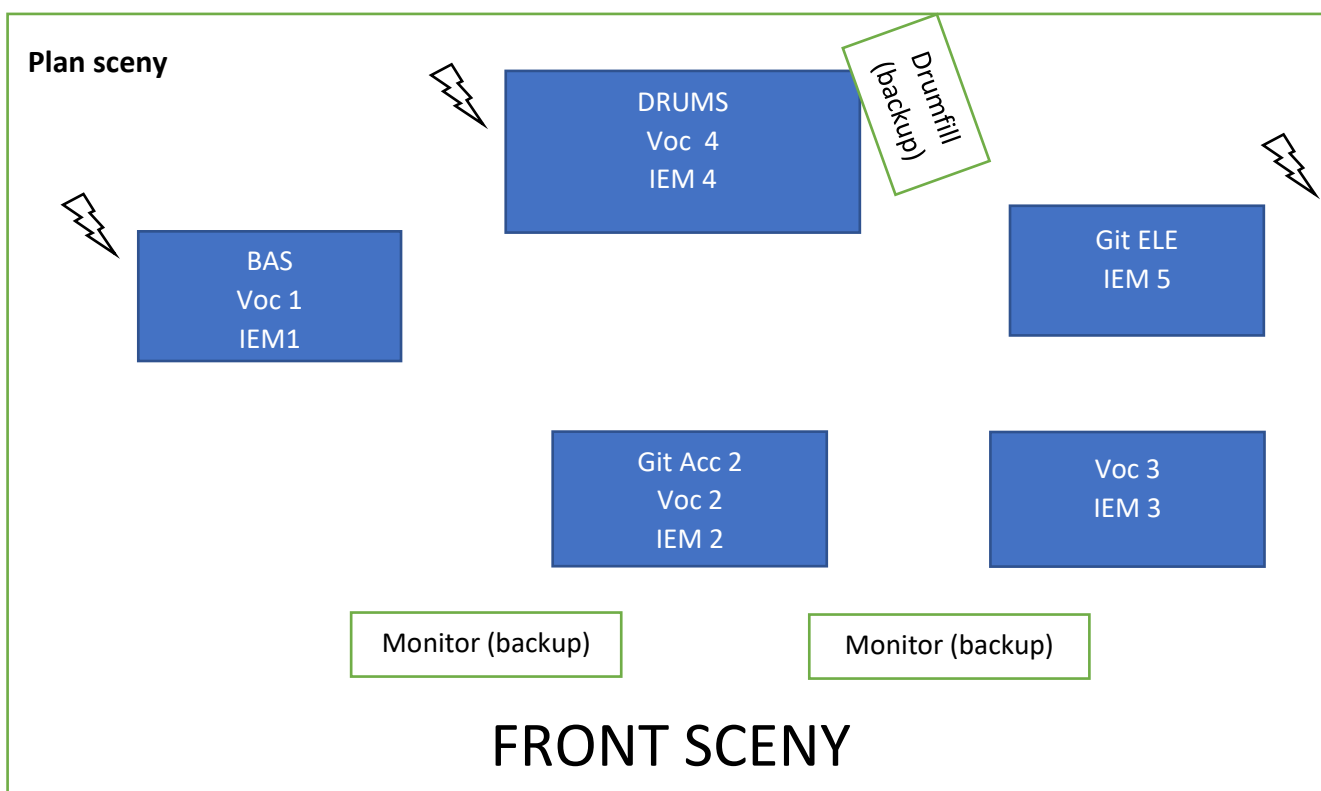 Plan sceny
DRUMS
Voc 4
IEM 4
Drumfill
(backup)
BAS
Voc 1
IEM1
Git ELE
IEM 5
Git Acc 2
Voc 2
IEM 2
Voc 3
IEM 3
Monitor (backup)
Monitor (backup)
FRONT SCENY